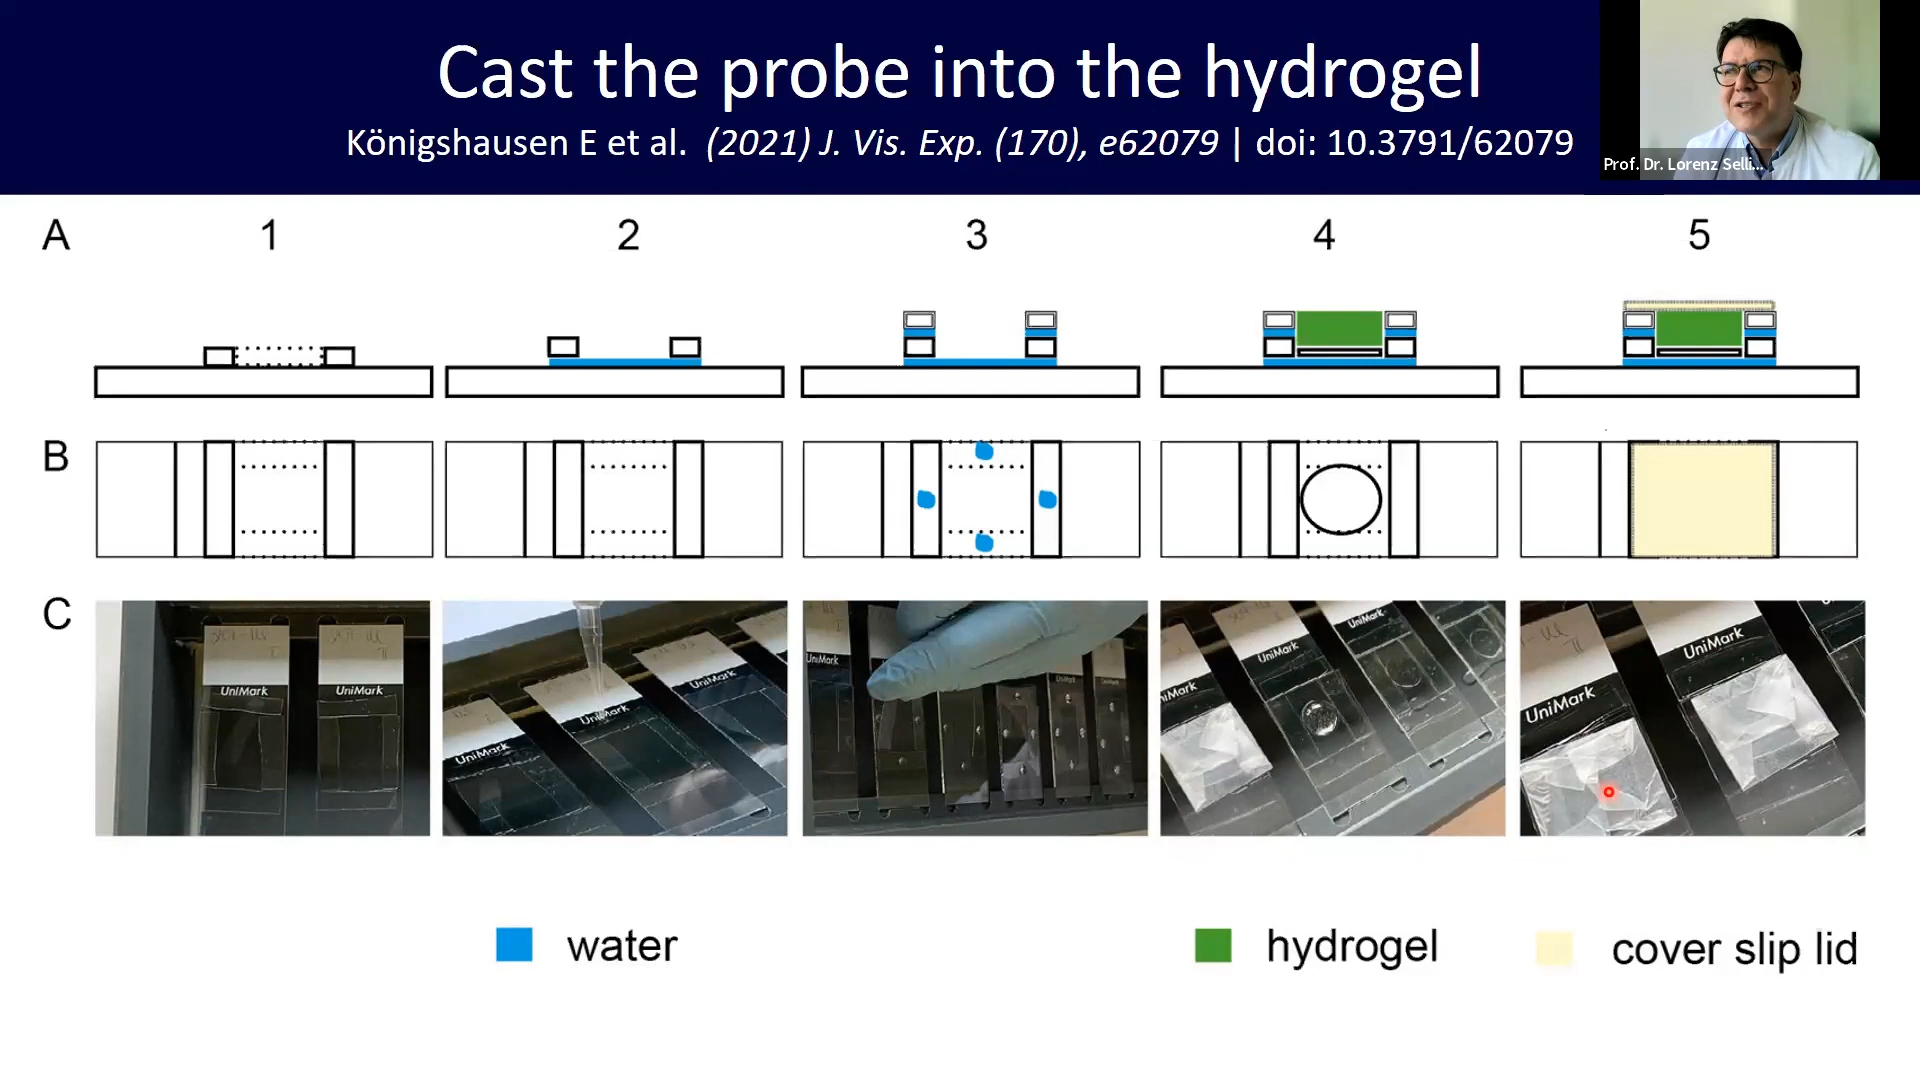 Cast the probe into the hydrogel
Königshausen E et al. (2021) J. Vis. Exp. (170), e62079 | doi: 10.3791/62079
Prof. Dr. Lorenz Selli...
A 1 2 3 4 5
B
C
UniMark UniMark
UniMark UniMark UniMark
UniMark UniMark
niMark UniMark UniMark
UniMark UniMark
water hydrogel cover slip lid